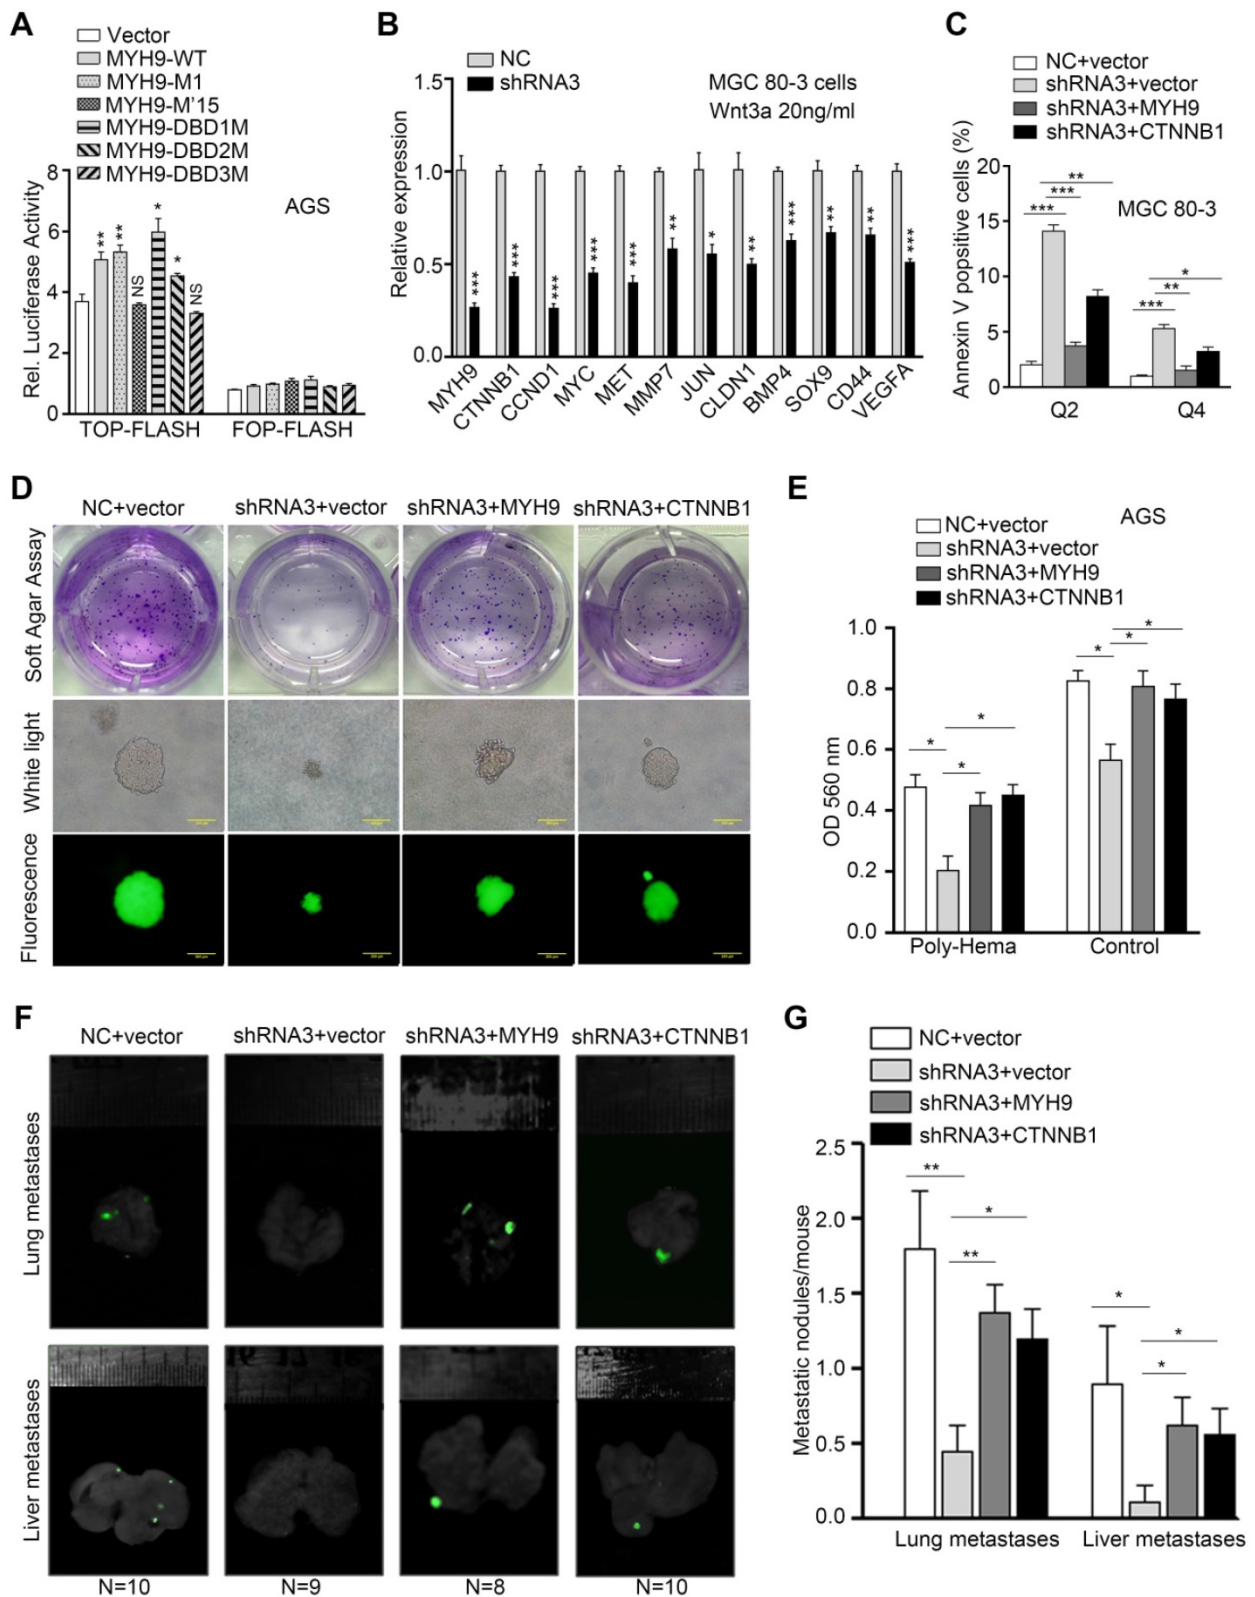 A
Vector
MYH9-WT
MYH9-M1
MYH9-M'15
MYH9-DBD1M
MYH9-DBD2M
MYH9-DBD3M
AGS
Rel. Luciferase Activity
8
6
4
2
0
**
**
NS
*
*
NS
TOP-FLASH
FOP-FLASH
B
NC
shRNA3
MGC 80-3 cells
Wnt3a 20ng/ml
Relative expression
1.5
1.0
0.5
0.0
***
***
***
***
***
**
*
**
***
**
**
***
MYH9
CTNNB1
CCND1
MYC
MET
MMP7
JUN
CLDN1
BMP4
SOX9
CD44
VEGFA
C
NC+vector
shRNA3+vector
shRNA3+MYH9
shRNA3+CTNNB1
Annexin V popsitive cells (%)
20
15
10
5
0
**
***
***
MGC 80-3
*
**
***
Q2
Q4
D
NC+vector
shRNA3+vector
shRNA3+MYH9
shRNA3+CTNNB1
Soft Agar Assay
White light
Fluorescence
E
AGS
NC+vector
shRNA3+vector
shRNA3+MYH9
shRNA3+CTNNB1
OD 560 nm
1.0
0.8
0.6
0.4
0.2
0.0
*
*
*
*
*
*
Poly-Hema
Control
F
NC+vector
shRNA3+vector
shRNA3+MYH9
shRNA3+CTNNB1
Lung metastases
Liver metastases
N=10
N=9
N=8
N=10
G
NC+vector
shRNA3+vector
shRNA3+MYH9
shRNA3+CTNNB1
Metastatic nodules/mouse
2.5
2.0
1.5
1.0
0.5
0.0
**
*
**
*
*
*
Lung metastases
Liver metastases